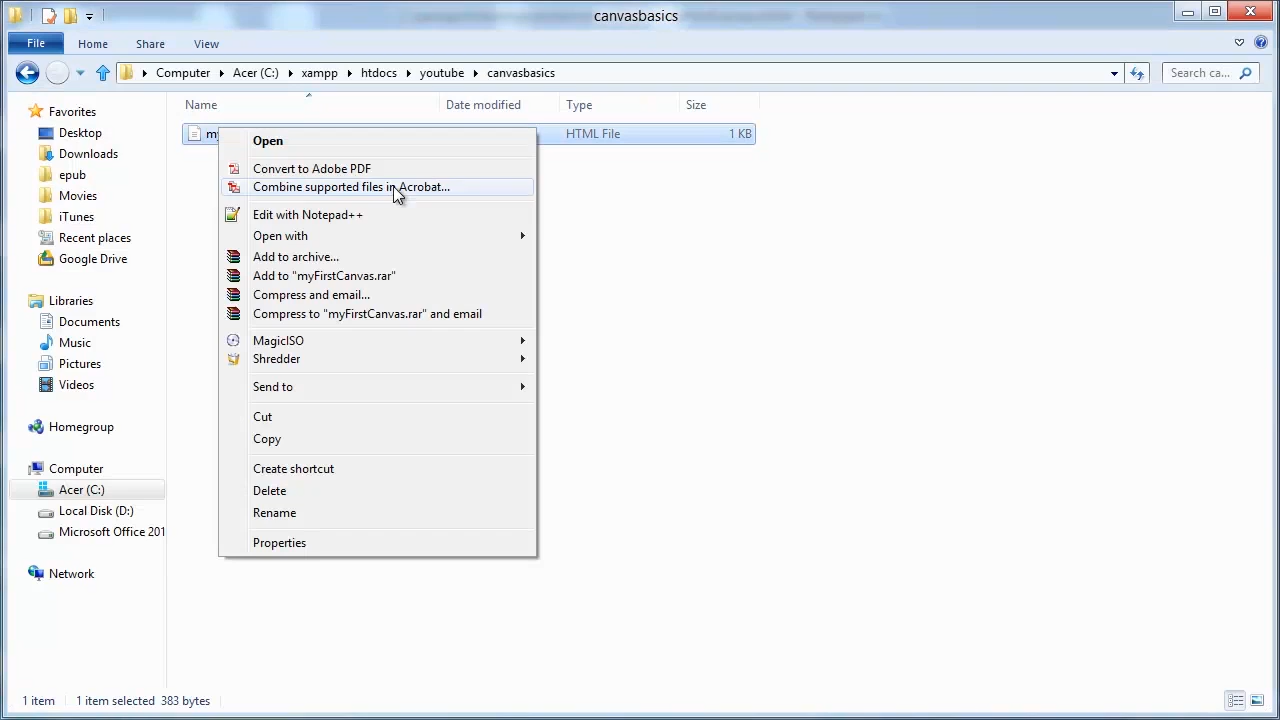 canvasbasics
File Home Share View
Computer Acer (C:) xampp htdocs youtube canvasbasics Search ca...
Name Date modified Type Size
my HTML File 1 KB
Favorites
Desktop
Downloads
epub
Movies
iTunes
Recent places
Google Drive
Libraries
Documents
Music
Pictures
Videos
Homegroup
Computer
Acer (C:)
Local Disk (D:)
Microsoft Office 201
Network
Open
Convert to Adobe PDF
Combine supported files in Acrobat...
Edit with Notepad++
Open with
Add to archive...
Add to "myFirstCanvas.rar"
Compress and email...
Compress to "myFirstCanvas.rar" and email
MagicISO
Shredder
Send to
Cut
Copy
Create shortcut
Delete
Rename
Properties
1 item 1 item selected 383 bytes